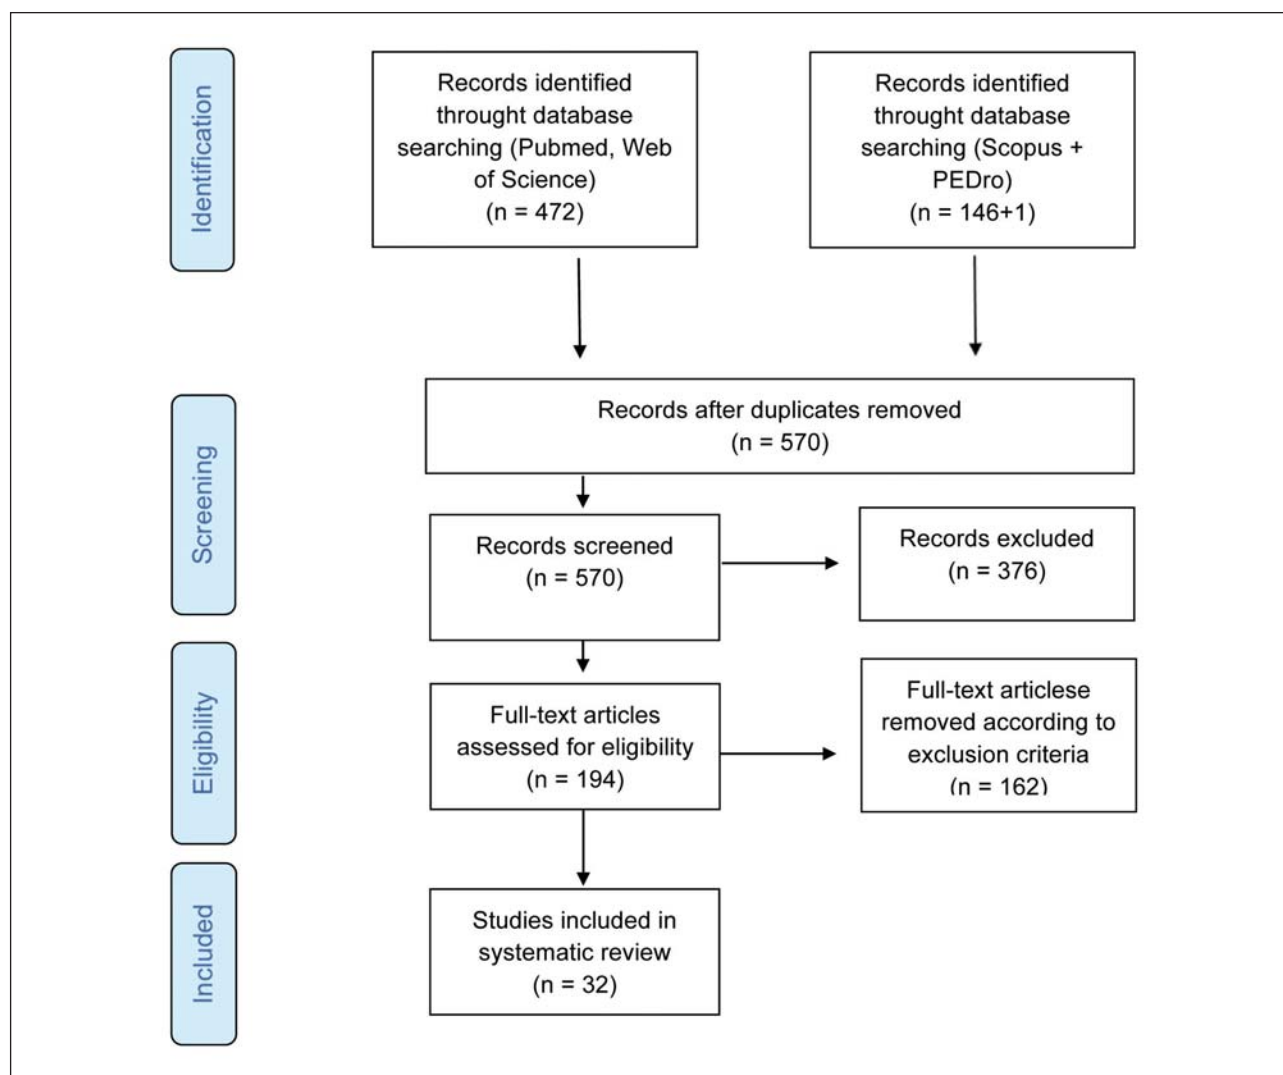 Identification
Records identified
throught database
searching (Pubmed, Web
of Science)
(n = 472)
Records identified
throught database
searching (Scopus +
PEDro)
(n = 146+1)
Screening
Records after duplicates removed
(n = 570)
Records screened
(n = 570)
Records excluded
(n = 376)
Eligibility
Full-text articles
assessed for eligibility
(n = 194)
Full-text articlese
removed according to
exclusion criteria
(n = 162)
Included
Studies included in
systematic review
(n = 32)